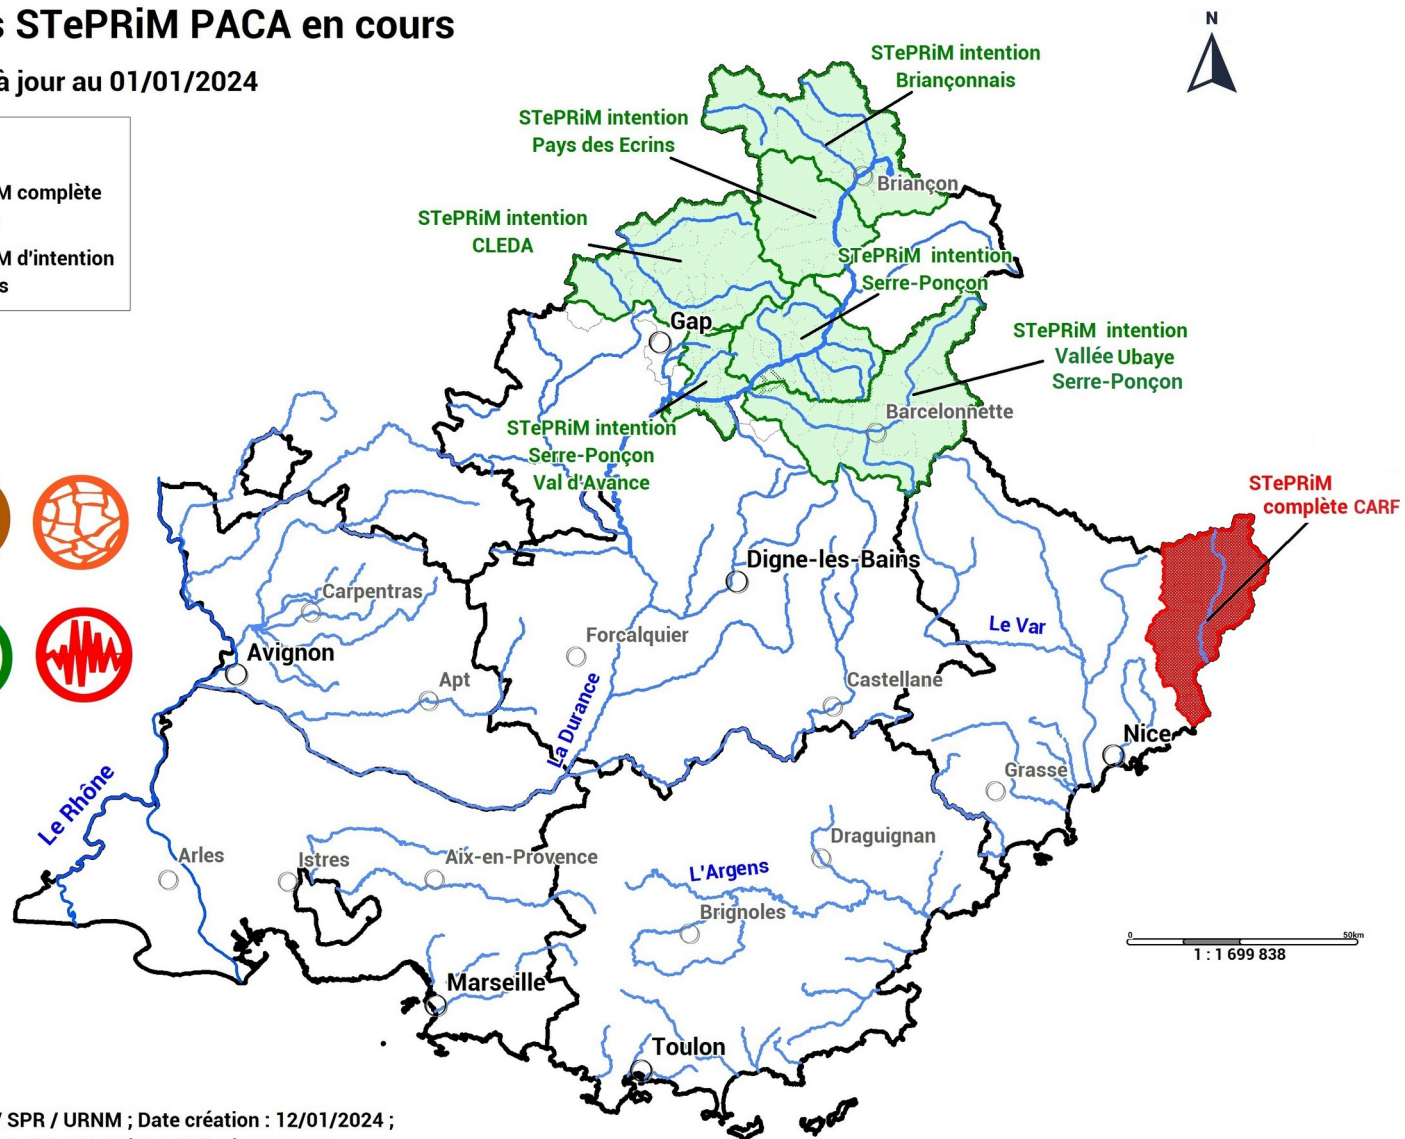 STePRiM PACA en cours
à jour au 01/01/2024
N
STePRiM intention
Briançonnais
STePRiM intention
Pays des Ecrins
M complète
Briançon
STePRiM intention
CLEDA
M d'intention
STePRiM intention
Serre-Ponçon
Gap
STePRiM intention
Vallée Ubaye
Serre-Ponçon
Barcelonnette
STePRiM intention
Serre-Ponçon
Val d'Avance
STePRiM
complète CARF
Digne-les-Bains
Carpentras
Le Var
Forcalquier
Avignon
Apt
Castellane
La Durance
Nice
Grasse
Le Rhône
Draguignan
Arles
Istres
Aix-en-Provence
L'Argens
Brignoles
0 50km
1 : 1 699 838
Marseille
Toulon
/ SPR / URNM ; Date création : 12/01/2024 ;